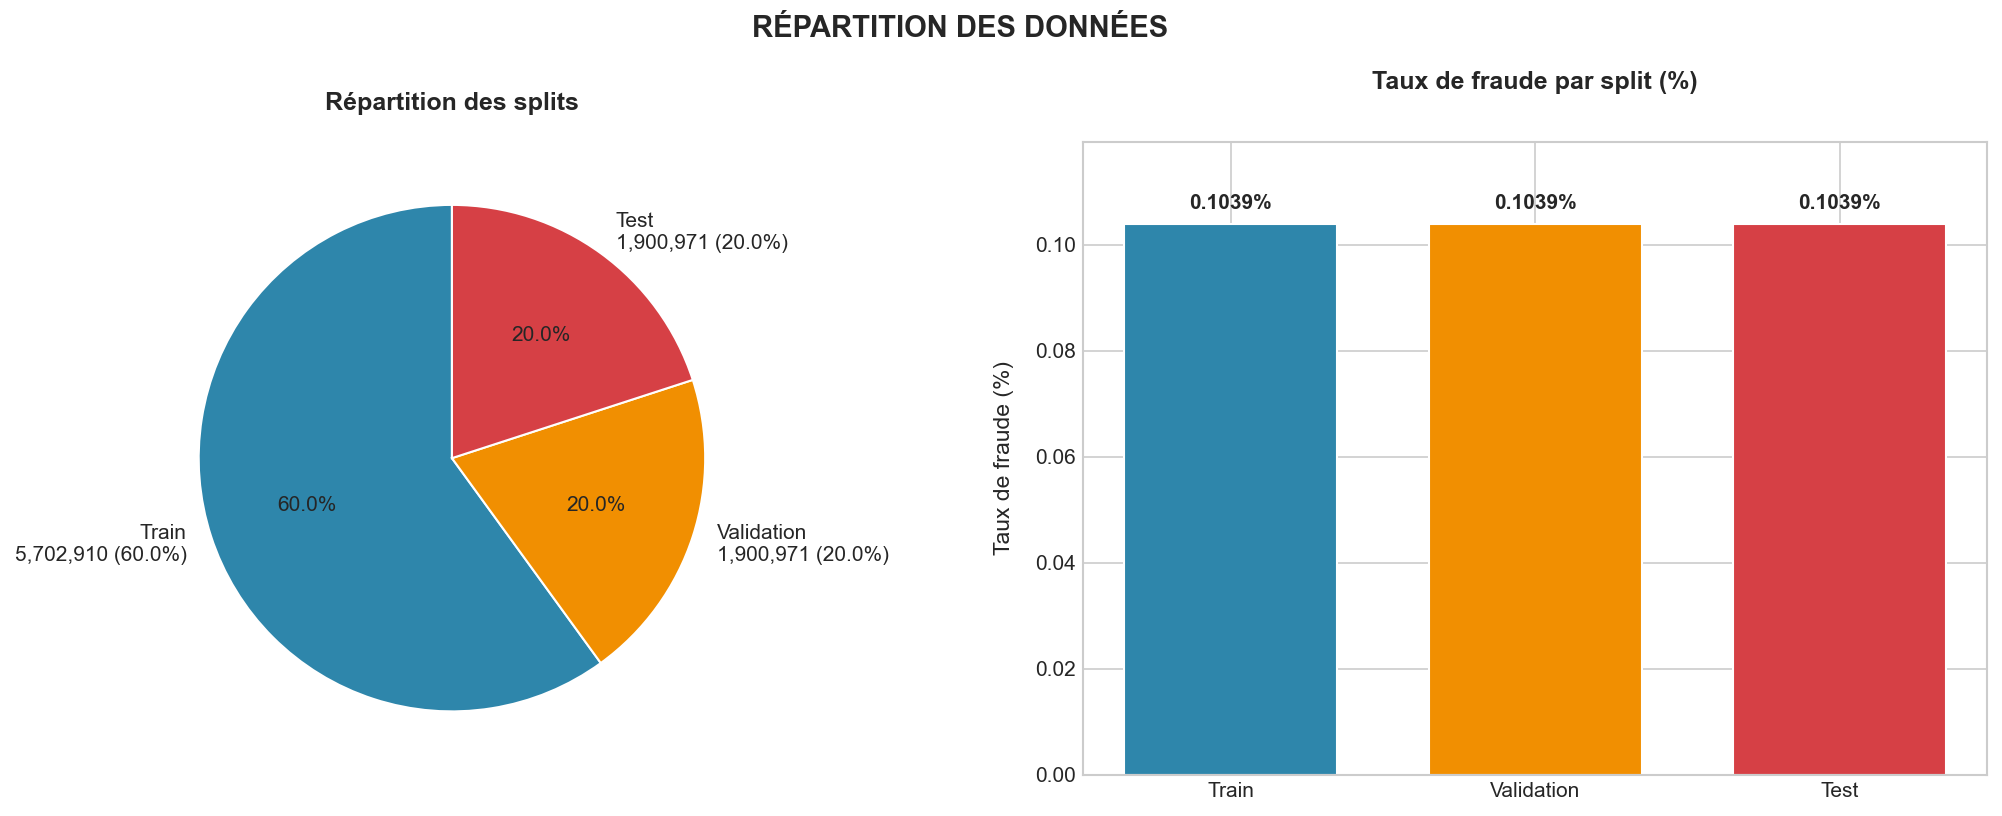 RÉPARTITION DES DONNÉES
Répartition des splits
Test
1,900,971 (20.0%)
20.0%
60.0%
20.0%
Train
5,702,910 (60.0%)
Validation
1,900,971 (20.0%)
Taux de fraude par split (%)
0.1039%
0.1039%
0.1039%
0.10
0.08
0.06
0.04
0.02
0.00
Taux de fraude (%)
Train
Validation
Test